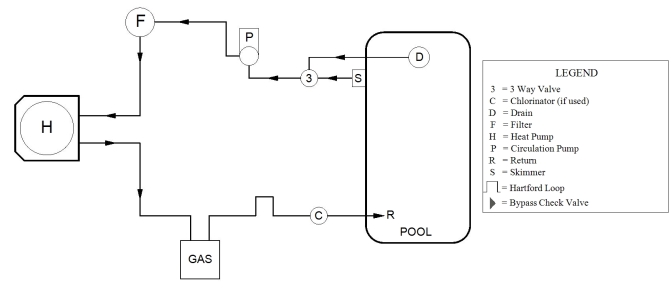 F
P
D
3
S
H
C
R
GAS
POOL
LEGEND
3 = 3 Way Valve
C = Chlorinator (if used)
D = Drain
F = Filter
H = Heat Pump
P = Circulation Pump
R = Return
S = Skimmer
= Hartford Loop
= Bypass Check Valve